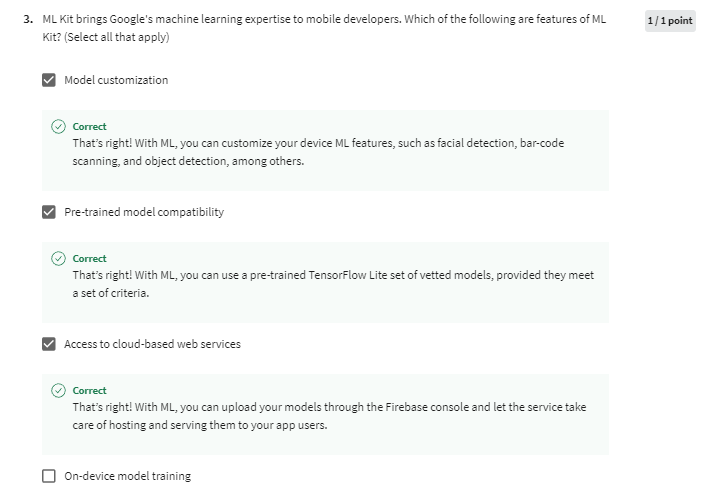 3. ML Kit brings Google's machine learning expertise to mobile developers. Which of the following are features of ML
Kit? (Select all that apply)
1 / 1 point
Model customization
Correct
That's right! With ML, you can customize your device ML features, such as facial detection, bar-code
scanning, and object detection, among others.
Pre-trained model compatibility
Correct
That's right! With ML, you can use a pre-trained TensorFlow Lite set of vetted models, provided they meet
a set of criteria.
Access to cloud-based web services
Correct
That's right! With ML, you can upload your models through the Firebase console and let the service take
care of hosting and serving them to your app users.
On-device model training